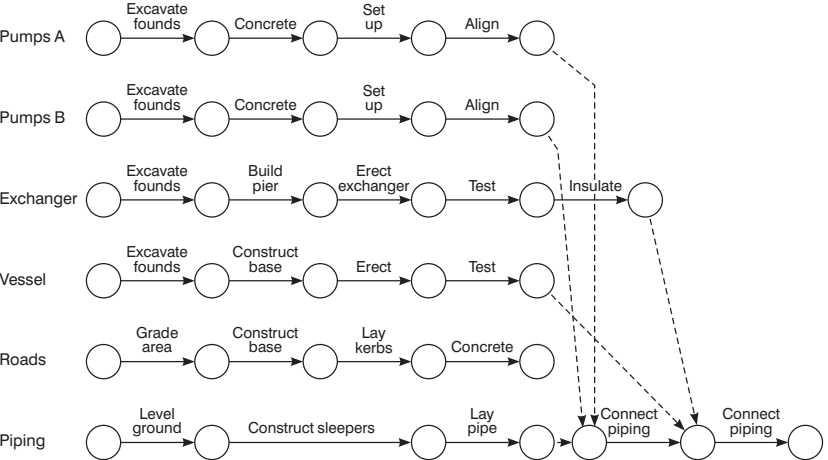 Pumps A
Excavate
founds
Concrete
Set
up
Align
Pumps B
Excavate
founds
Concrete
Set
up
Align
Exchanger
Excavate
founds
Build
pier
Erect
exchanger
Test
Insulate
Vessel
Excavate
founds
Construct
base
Erect
Test
Roads
Grade
area
Construct
base
Lay
kerbs
Concrete
Piping
Level
ground
Construct sleepers
Lay
pipe
Connect
piping
Connect
piping